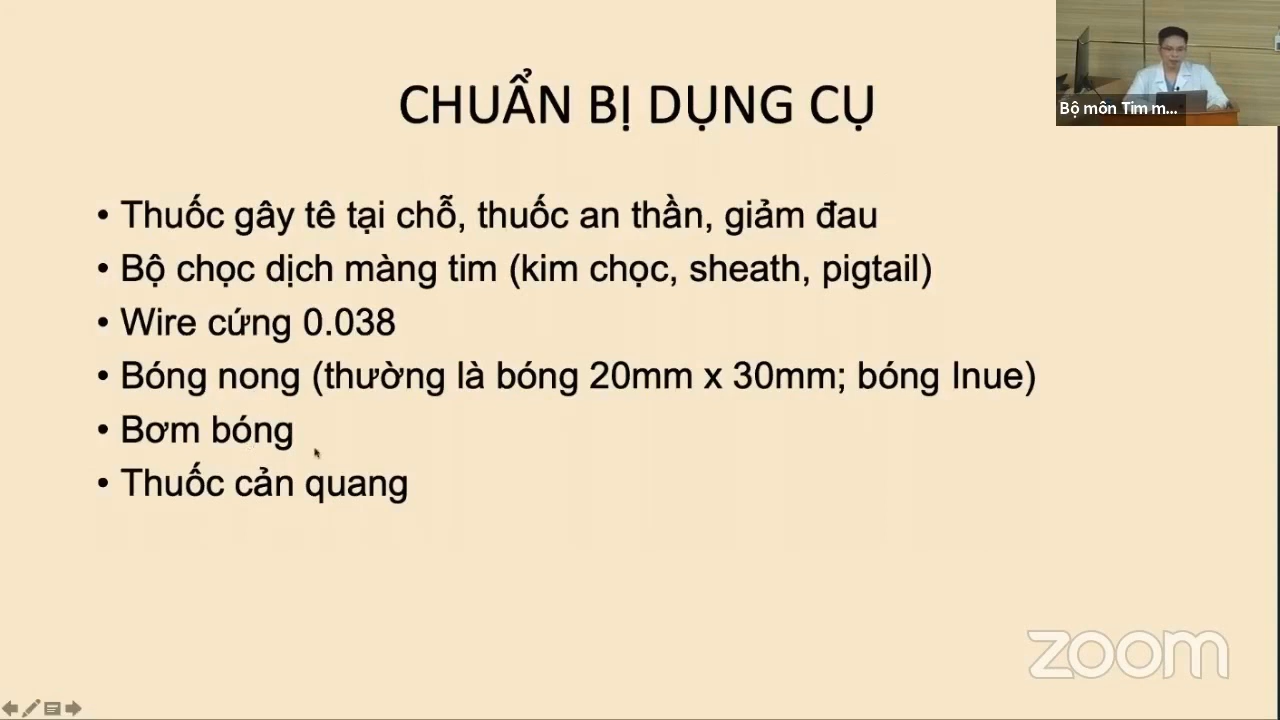 CHUẨN BỊ DỤNG CỤ
Bộ môn Tim m...
• Thuốc gây tê tại chỗ, thuốc an thần, giảm đau
• Bộ chọc dịch màng tim (kim chọc, sheath, pigtail)
• Wire cứng 0.038
• Bóng nong (thường là bóng 20mm x 30mm; bóng Inue)
• Bơm bóng
• Thuốc cản quang
zoom